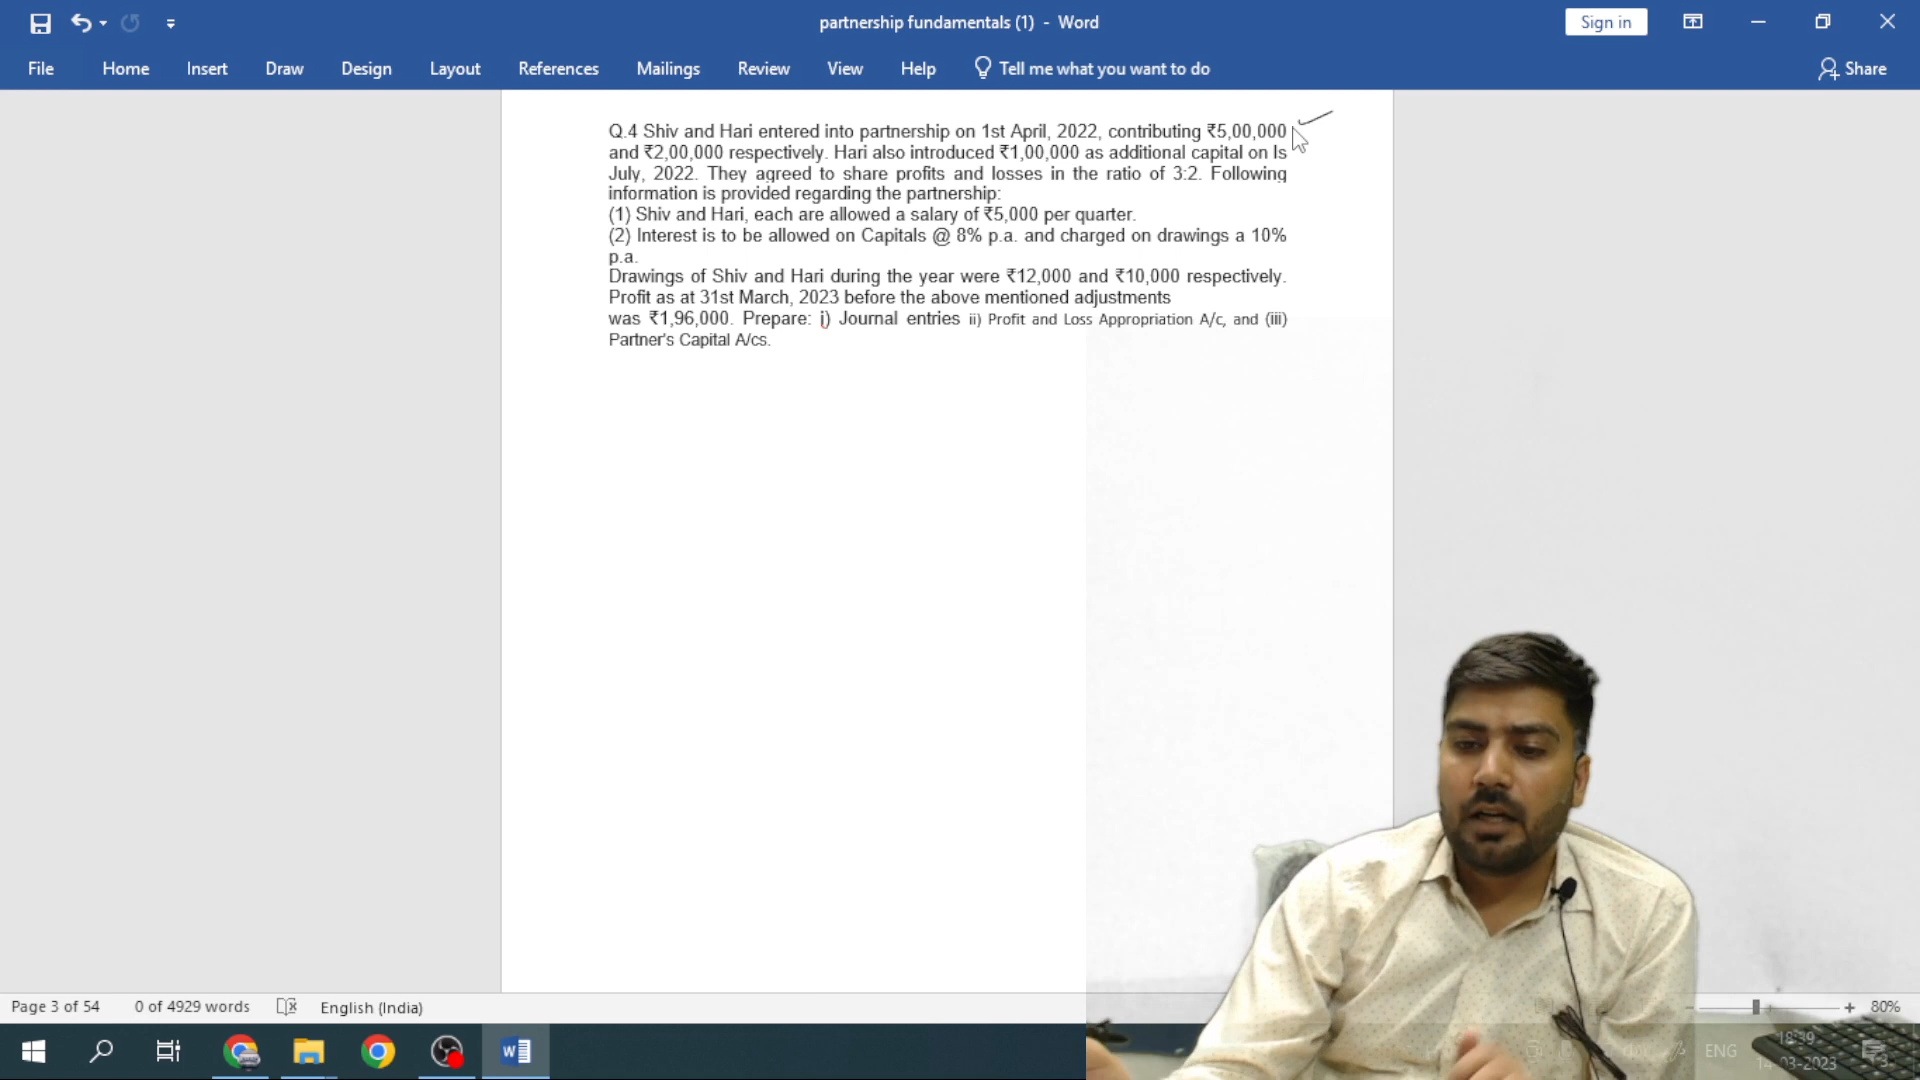 partnership fundamentals (1) - Word
Sign in
File Home Insert Draw Design Layout References Mailings Review View Help Tell me what you want to do Share
Q.4 Shiv and Hari entered into partnership on 1st April, 2022, contributing ₹5,00,000
and ₹2,00,000 respectively. Hari also introduced ₹1,00,000 as additional capital on Is
July, 2022. They agreed to share profits and losses in the ratio of 3:2. Following
information is provided regarding the partnership:
(1) Shiv and Hari, each are allowed a salary of ₹5,000 per quarter.
(2) Interest is to be allowed on Capitals @ 8% p.a. and charged on drawings a 10%
p.a.
Drawings of Shiv and Hari during the year were ₹12,000 and ₹10,000 respectively.
Profit as at 31st March, 2023 before the above mentioned adjustments
was ₹1,96,000. Prepare: i) Journal entries ii) Profit and Loss Appropriation A/c, and (iii)
Partner's Capital A/cs.
Page 3 of 54 0 of 4929 words English (India) 80%
ENG
18:39
14-03-2023